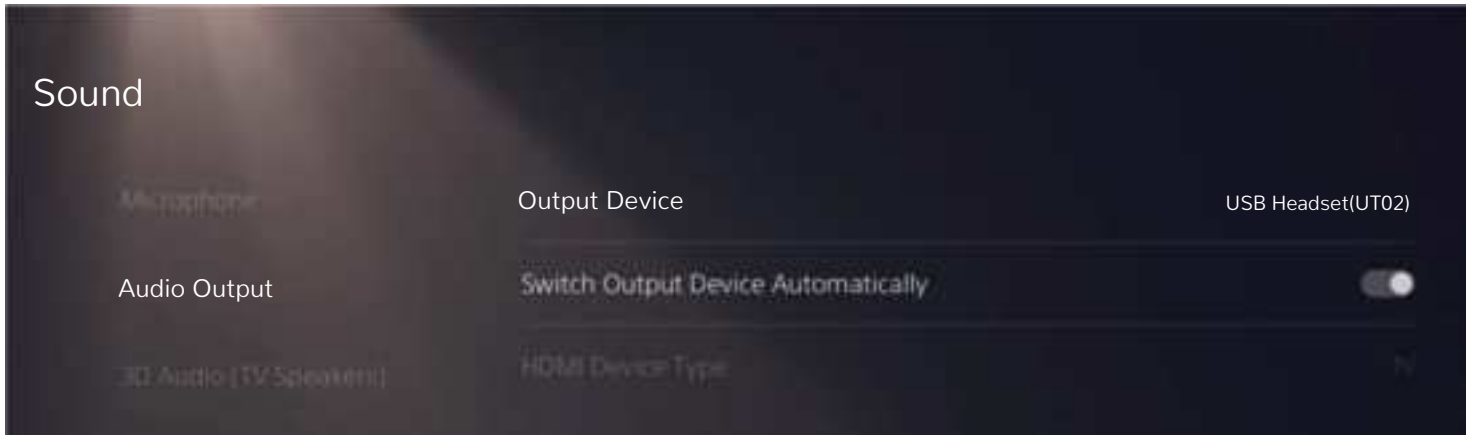 Sound
Microphone
Output Device
USB Headset(UT02)
Audio Output
Switch Output Device Automatically
3D Audio (TV Speakers)
HDMI Device Type
TV